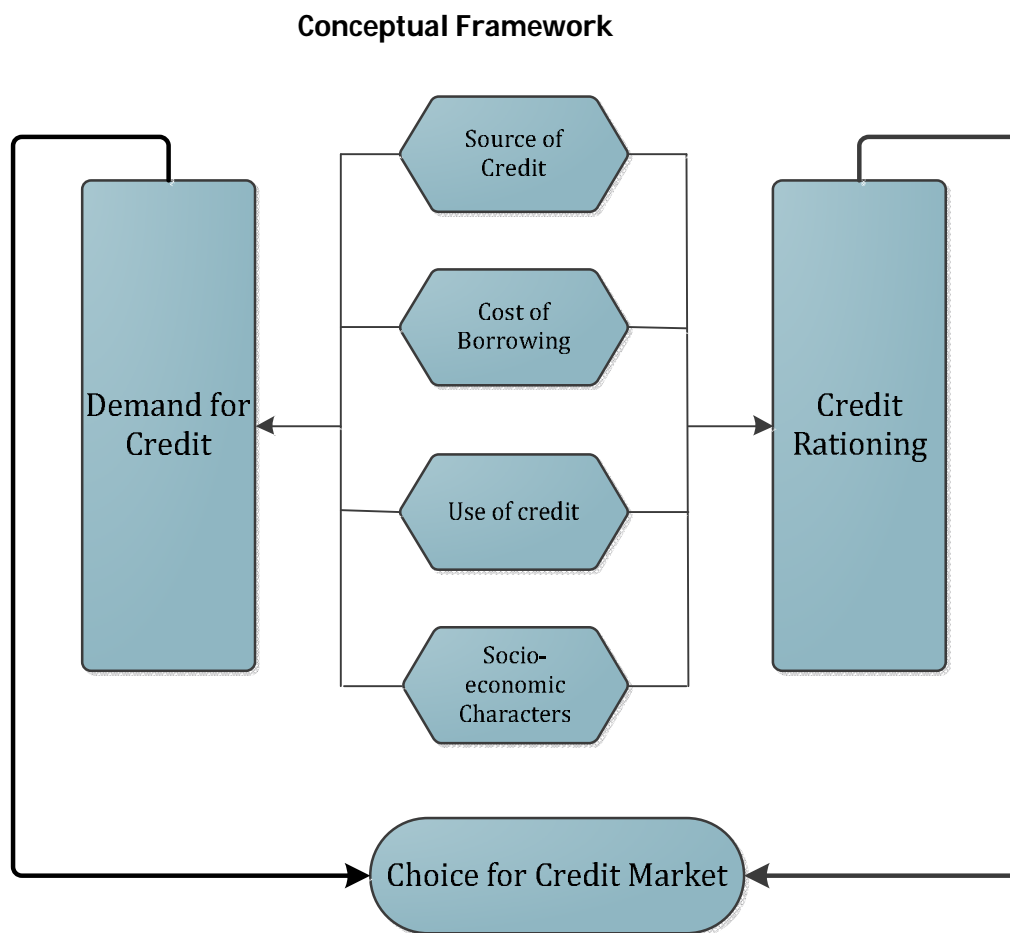 Conceptual Framework
Source of
Credit
Cost of
Borrowing
Demand for
Credit
Credit
Rationing
Use of credit
Socio-
economic
Characters
Choice for Credit Market